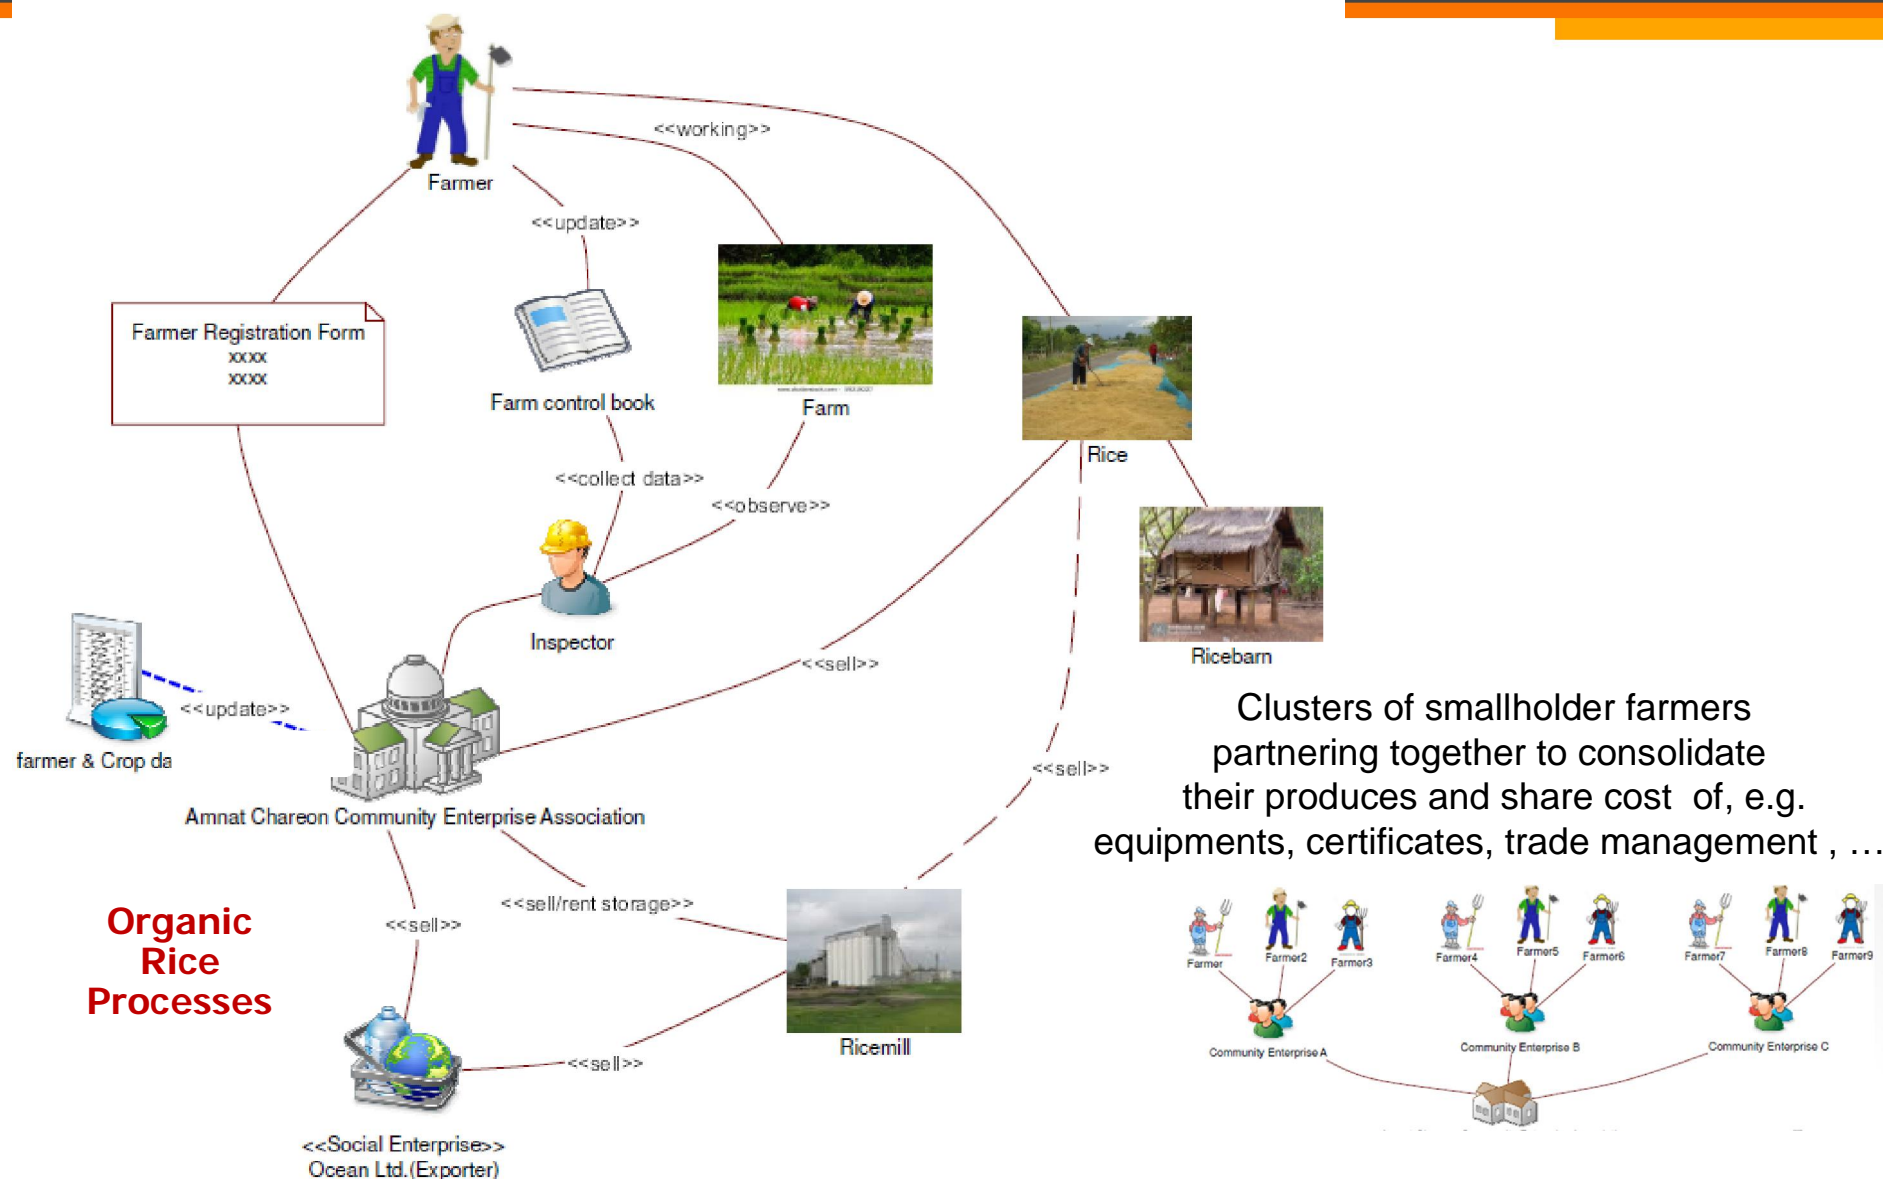 <<working>>
Farmer
<<update>>
Farmer Registration Form
xxxx
xxxx
Farm control book
Farm
Rice
<<collect data>>
<<observe>>
Inspector
Ricebarn
<<sell>>
<<update>>
farmer & Crop da
<<sell>>
Amnat Chareon Community Enterprise Association
Clusters of smallholder farmers
partnering together to consolidate
their produces and share cost of, e.g.
equipments, certificates, trade management , …
<<sell/rent storage>>
<<sell>>
Organic
Rice
Processes
Ricemill
<<sell>>
<<Social Enterprise>>
Ocean Ltd.(Exporter)
Farmer
Farmer2
Farmer3
Farmer4
Farmer5
Farmer6
Farmer7
Farmer8
Farmer9
Community Enterprise A
Community Enterprise B
Community Enterprise C